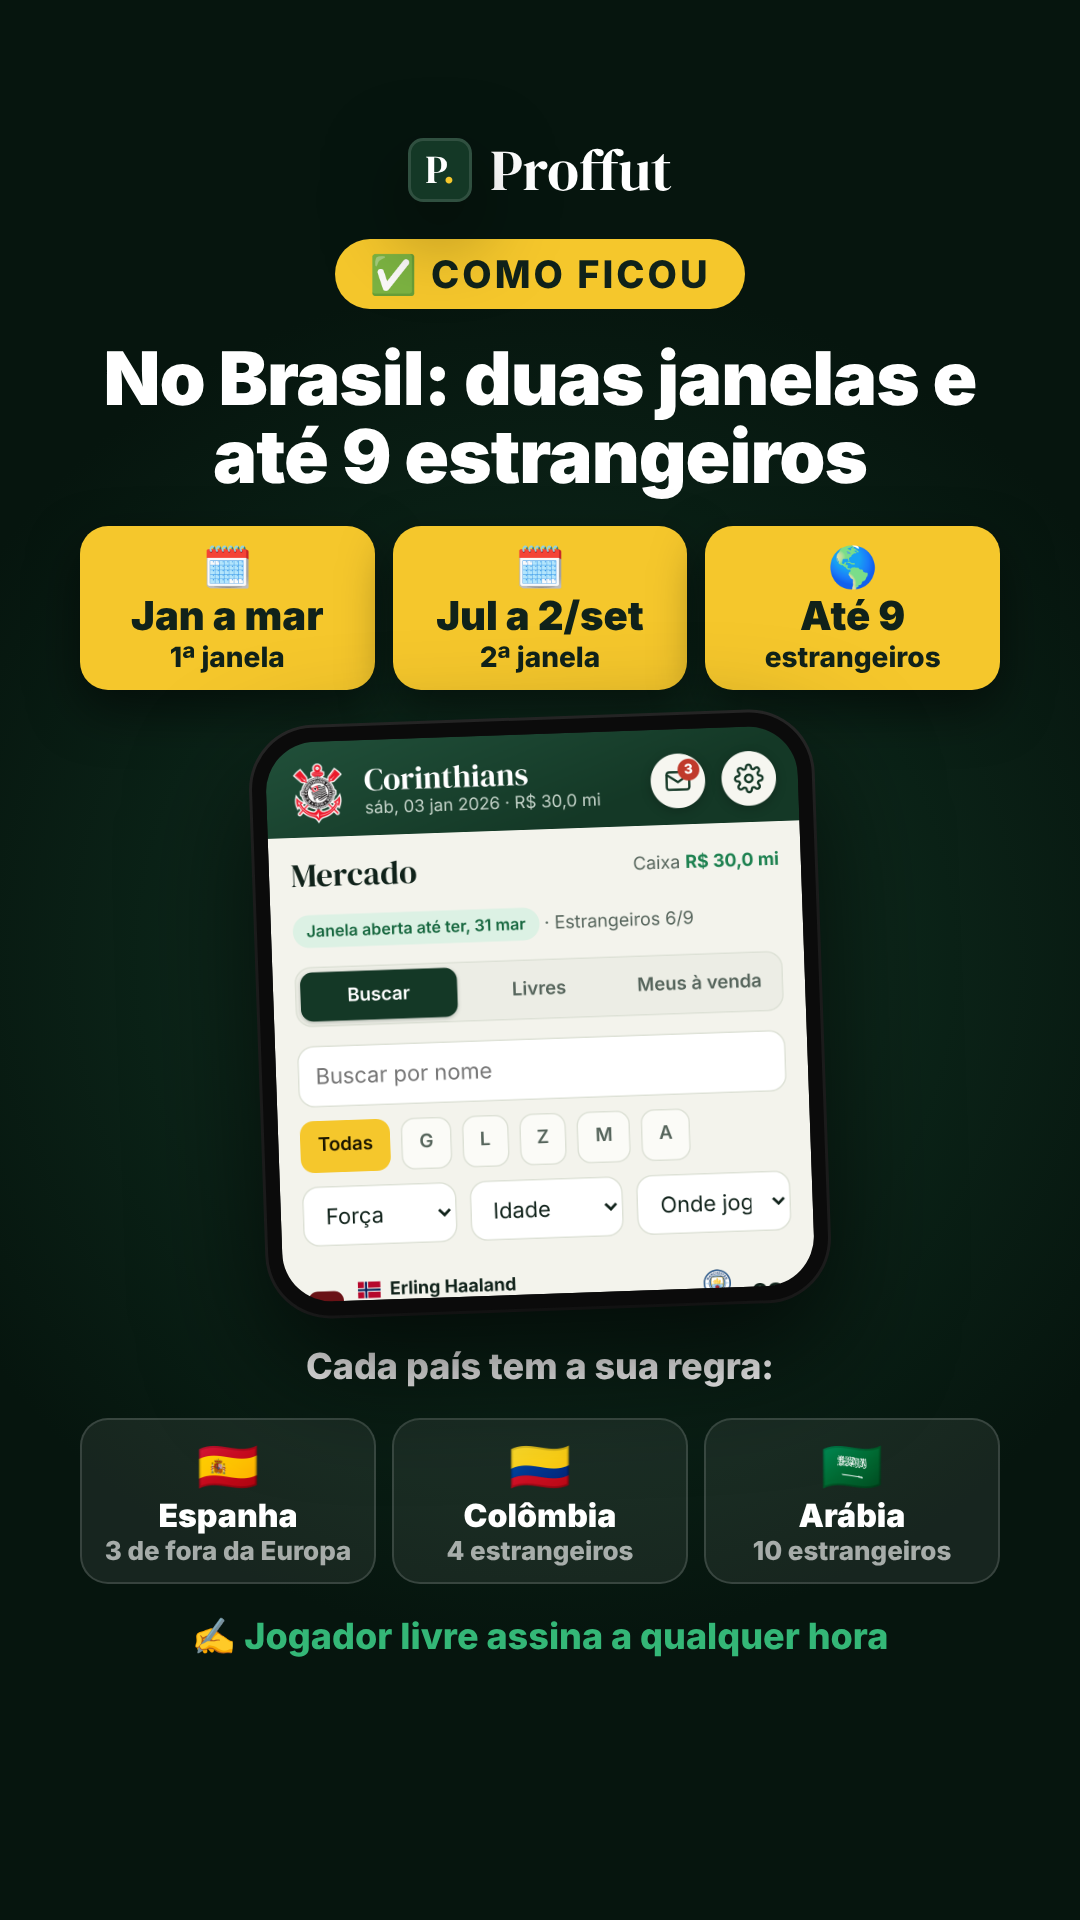 P. Proffut
✅ COMO FICOU
No Brasil: duas janelas e
até 9 estrangeiros
Jan a mar
1ª janela
Jul a 2/set
2ª janela
Até 9
estrangeiros
Corinthians
sáb, 03 jan 2026 · R$ 30,0 mi
3
Mercado
Caixa R$ 30,0 mi
Janela aberta até ter, 31 mar · Estrangeiros 6/9
Buscar Livres Meus à venda
Buscar por nome
Todas G L Z M A
Força Idade Onde jog
Erling Haaland
Cada país tem a sua regra:
Espanha
3 de fora da Europa
Colômbia
4 estrangeiros
Arábia
10 estrangeiros
✍️ Jogador livre assina a qualquer hora